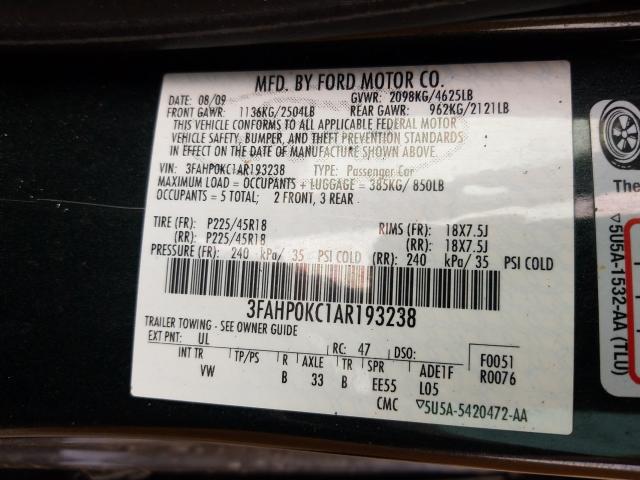 MFD. BY FORD MOTOR CO.
DATE: 08/09 GVWR: 2098KG/4625LB
FRONT GAWR: 1136KG/2504LB REAR GAWR: 962KG/2121LB
THIS VEHICLE CONFORMS TO ALL APPLICABLE FEDERAL MOTOR
VEHICLE SAFETY, BUMPER, AND THEFT PREVENTION STANDARDS
IN EFFECT ON THE DATE OF MANUFACTURE SHOWN ABOVE.
VIN: 3FAHP0KC1AR193238 TYPE: Passenger Car
MAXIMUM LOAD = OCCUPANTS + LUGGAGE = 385KG/ 850LB
OCCUPANTS = 5 TOTAL; 2 FRONT, 3 REAR
TIRE (FR): P225/45R18 RIMS (FR): 18X7.5J
(RR): P225/45R18 (RR): 18X7.5J
PRESSURE (FR): 240 kPa/ 35 PSI COLD (RR): 240 kPa/ 35 PSI COLD
3FAHP0KC1AR193238
TRAILER TOWING - SEE OWNER GUIDE
EXT PNT: UL RC: 47 DSO: F0051
INT TR TP/PS R AXLE TR SPR ADE1F R0076
VW B 33 B EE55 L05
CMC ▽5U5A-5420472-AA
The
▽5U5A-1532-AA (TLU)